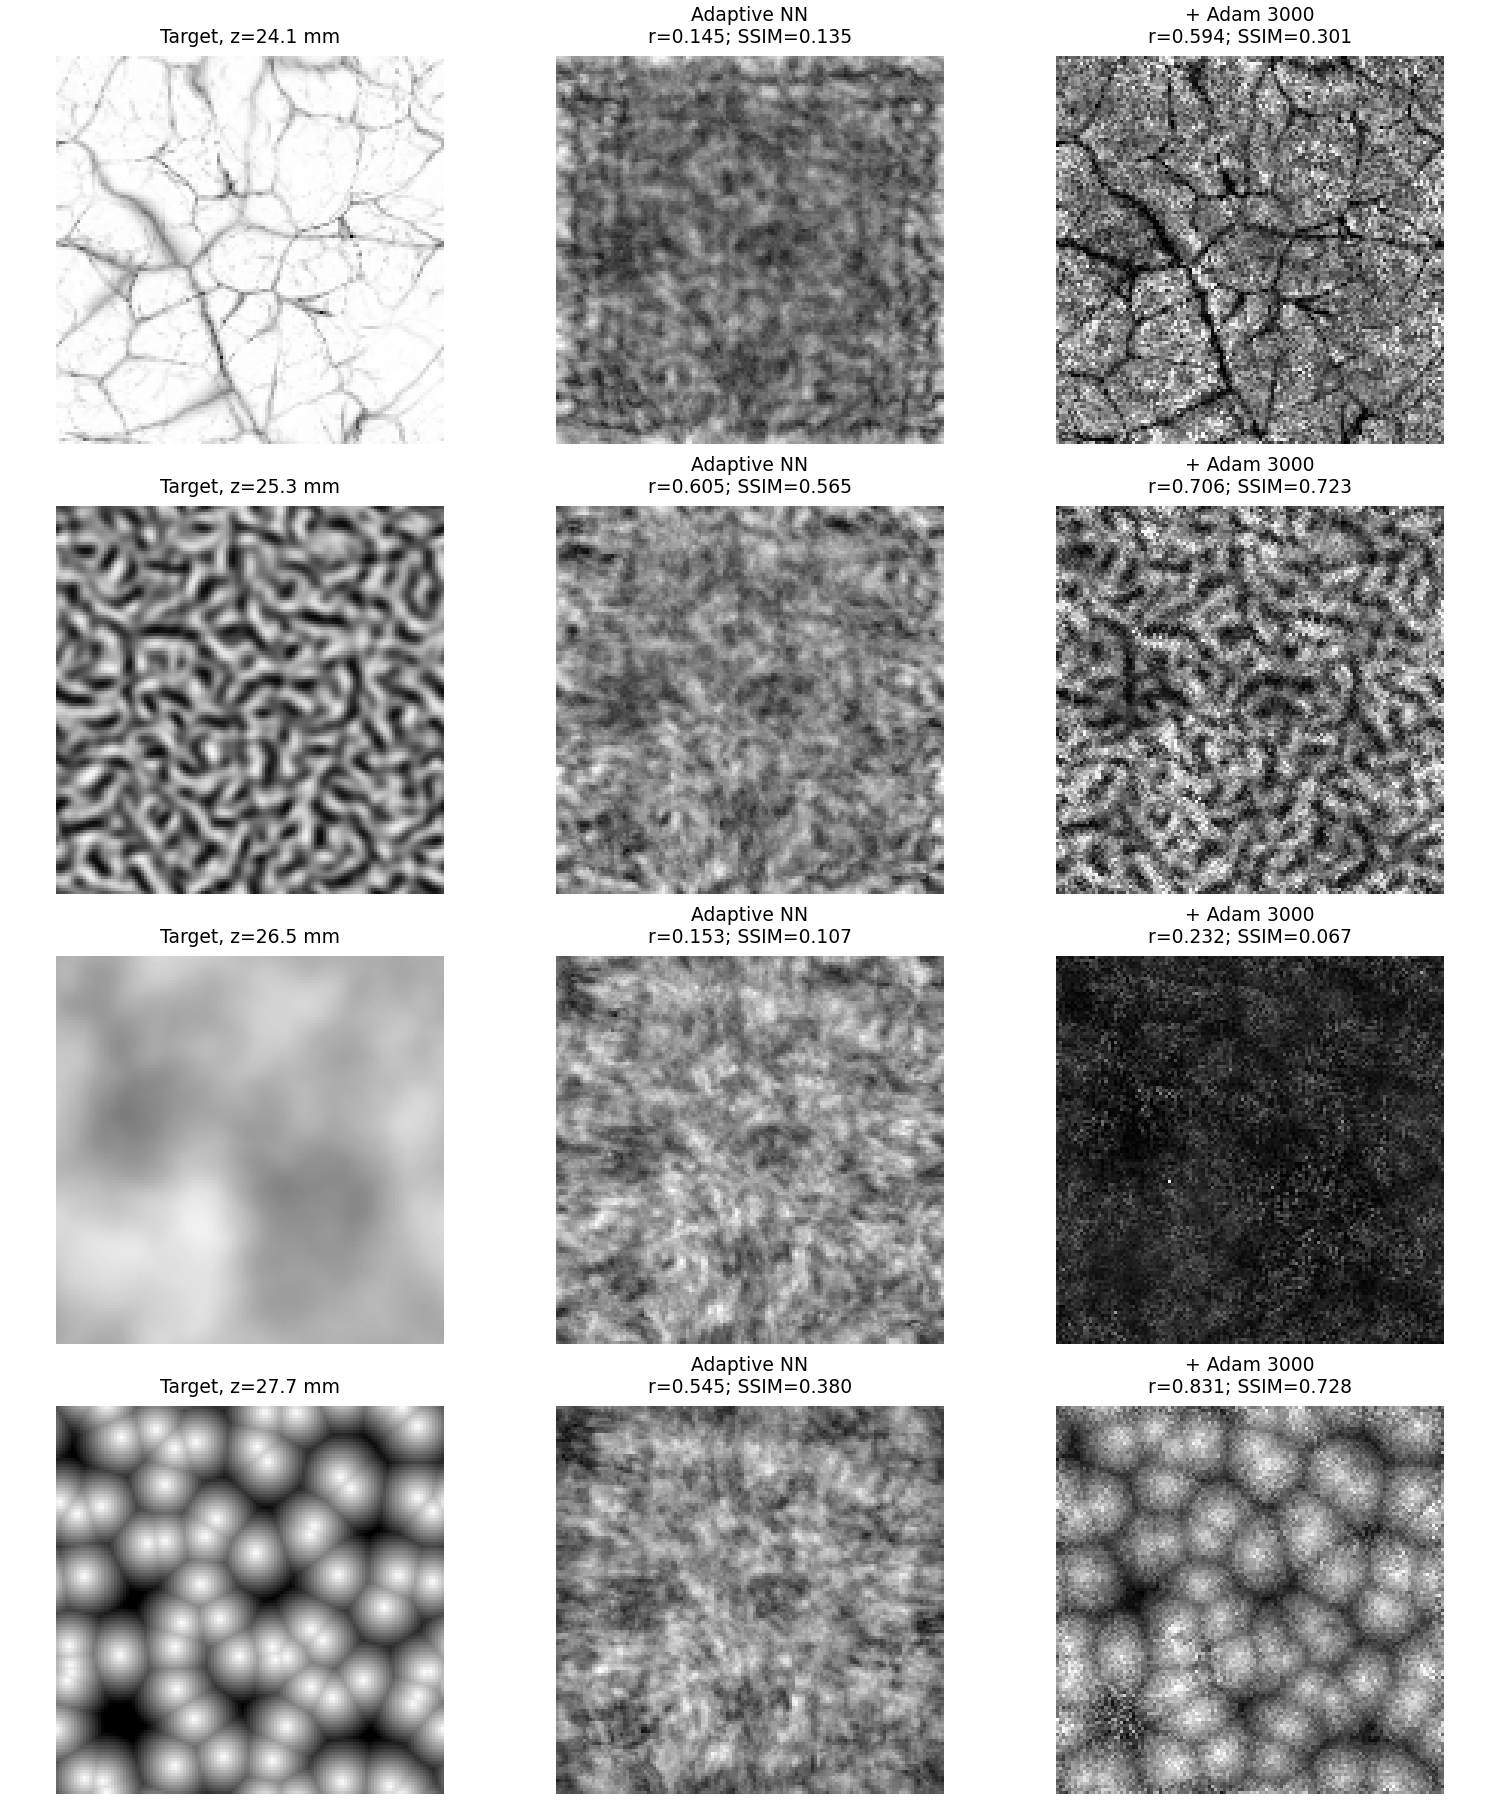 Target, z=24.1 mm
Adaptive NN
r=0.145; SSIM=0.135
+ Adam 3000
r=0.594; SSIM=0.301
Target, z=25.3 mm
Adaptive NN
r=0.605; SSIM=0.565
+ Adam 3000
r=0.706; SSIM=0.723
Target, z=26.5 mm
Adaptive NN
r=0.153; SSIM=0.107
+ Adam 3000
r=0.232; SSIM=0.067
Target, z=27.7 mm
Adaptive NN
r=0.545; SSIM=0.380
+ Adam 3000
r=0.831; SSIM=0.728